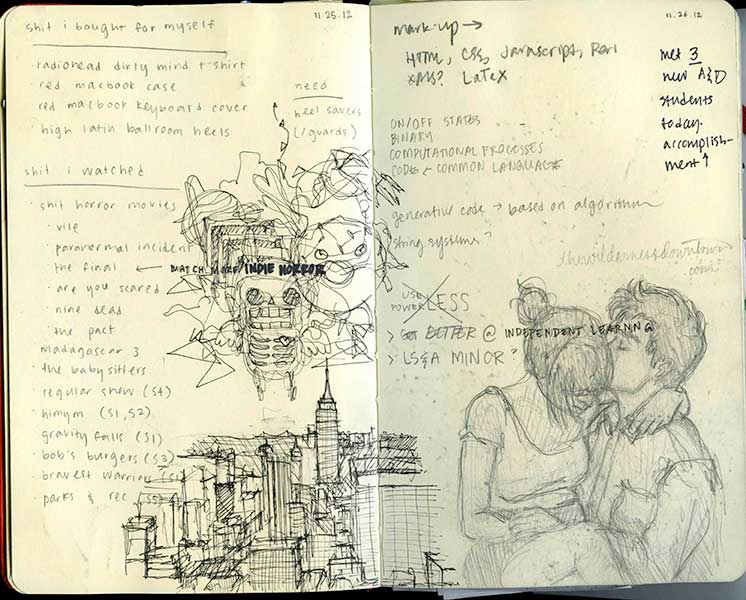 11.25.12
shit i bought for myself
· radiohead dirty mind t-shirt
red macbook case
red macbook keyboard cover
high latin ballroom heels
need
heel savers
(/guards)
shit i watched
· shit horror movies
· vile
· paranormal incident
· the final ← WATCH MORE INDIE HORROR
· are you scared
· nine dead
· the pact
madagascar 3
· the babysitters
· regular show (S4)
· himym (S1, S2)
gravity falls (S1)
· bob's burgers (S3)
bravest warriors (S1)
· parks & rec (S5)
11.26.12
mark-up →
HTML, CSS, Javascript, Perl
XML? LaTeX
met 3
new A&D
students
today.
accomplish-
ment ↑
ON/OFF STATES
BINARY
COMPUTATIONAL PROCESSES
CODE ← COMMON LANGUAGE
generative code → based on algorithm
string systems?
thewildernessdowntown
.com
USE
POWER LESS
> GET BETTER @ INDEPENDENT LEARNING
> LS&A MINOR?